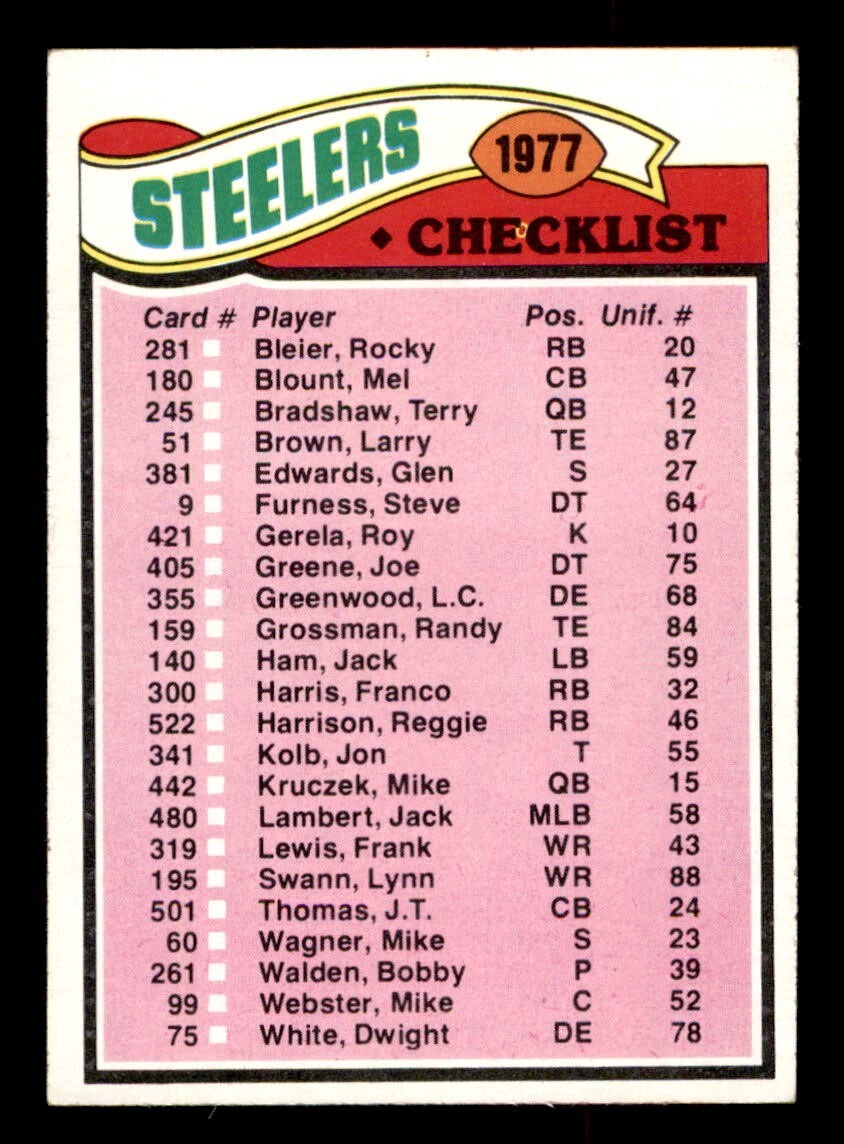 STEELERS
1977
♦ CHECKLIST
Card # Player Pos. Unif. #
281 Bleier, Rocky RB 20
180 Blount, Mel CB 47
245 Bradshaw, Terry QB 12
51 Brown, Larry TE 87
381 Edwards, Glen S 27
9 Furness, Steve DT 64
421 Gerela, Roy K 10
405 Greene, Joe DT 75
355 Greenwood, L.C. DE 68
159 Grossman, Randy TE 84
140 Ham, Jack LB 59
300 Harris, Franco RB 32
522 Harrison, Reggie RB 46
341 Kolb, Jon T 55
442 Kruczek, Mike QB 15
480 Lambert, Jack MLB 58
319 Lewis, Frank WR 43
195 Swann, Lynn WR 88
501 Thomas, J.T. CB 24
60 Wagner, Mike S 23
261 Walden, Bobby P 39
99 Webster, Mike C 52
75 White, Dwight DE 78